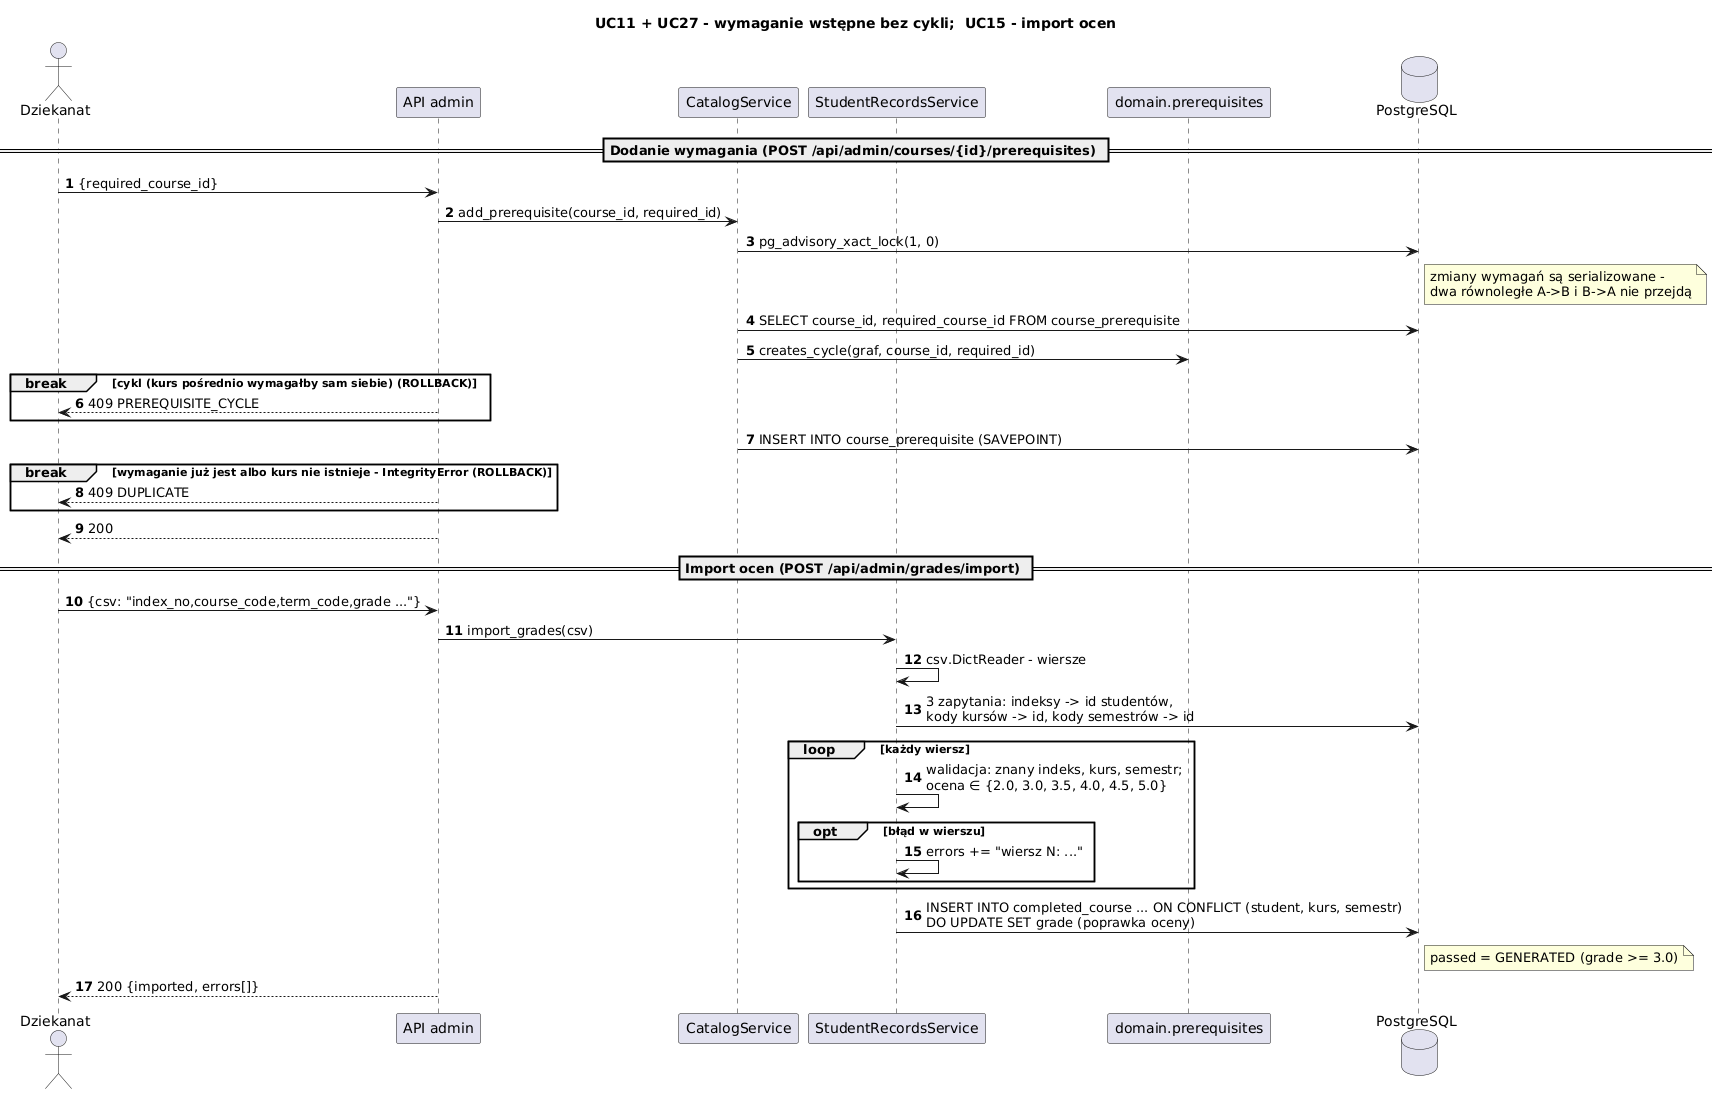 UC11 + UC27 - wymaganie wstępne bez cykli;  UC15 - import ocen
Dziekanat
API admin
CatalogService
StudentRecordsService
domain.prerequisites
PostgreSQL
Dodanie wymagania (POST /api/admin/courses/{id}/prerequisites)
1 {required_course_id}
2 add_prerequisite(course_id, required_id)
3 pg_advisory_xact_lock(1, 0)
zmiany wymagań są serializowane -
dwa równoległe A->B i B->A nie przejdą
4 SELECT course_id, required_course_id FROM course_prerequisite
5 creates_cycle(graf, course_id, required_id)
break [cykl (kurs pośrednio wymagałby sam siebie) (ROLLBACK)]
6 409 PREREQUISITE_CYCLE
7 INSERT INTO course_prerequisite (SAVEPOINT)
break [wymaganie już jest albo kurs nie istnieje - IntegrityError (ROLLBACK)]
8 409 DUPLICATE
9 200
Import ocen (POST /api/admin/grades/import)
10 {csv: "index_no,course_code,term_code,grade ..."}
11 import_grades(csv)
12 csv.DictReader - wiersze
13 3 zapytania: indeksy -> id studentów,
kody kursów -> id, kody semestrów -> id
loop [każdy wiersz]
14 walidacja: znany indeks, kurs, semestr;
ocena ∈ {2.0, 3.0, 3.5, 4.0, 4.5, 5.0}
opt [błąd w wierszu]
15 errors += "wiersz N: ..."
16 INSERT INTO completed_course ... ON CONFLICT (student, kurs, semestr)
DO UPDATE SET grade (poprawka oceny)
passed = GENERATED (grade >= 3.0)
17 200 {imported, errors[]}
Dziekanat
API admin
CatalogService
StudentRecordsService
domain.prerequisites
PostgreSQL